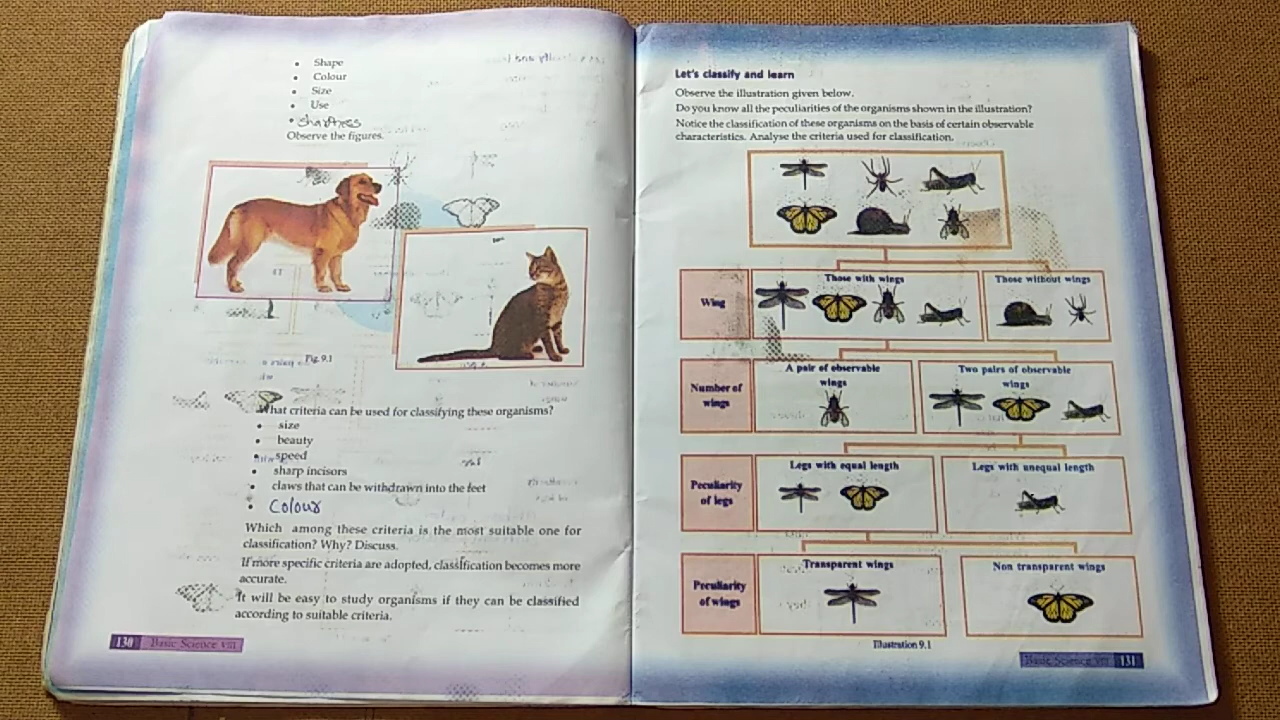 Shape
Colour
Size
Use
Sharpness
Observe the figures.
Fig.9.1
What criteria can be used for classifying these organisms?
size
beauty
speed
sharp incisors
claws that can be withdrawn into the feet
Colour
Which among these criteria is the most suitable one for
classification? Why? Discuss.
If more specific criteria are adopted, classification becomes more
accurate.
It will be easy to study organisms if they can be classified
according to suitable criteria.
130 Basic Science VIII
Let's classify and learn
Observe the illustration given below.
Do you know all the peculiarities of the organisms shown in the illustration?
Notice the classification of these organisms on the basis of certain observable
characteristics. Analyse the criteria used for classification.
Wing
Those with wings
Those without wings
Number of
wings
A pair of observable
wings
Two pairs of observable
wings
Peculiarity
of legs
Legs with equal length
Legs with unequal length
Peculiarity
of wings
Transparent wings
Non transparent wings
Illustration 9.1
Basic Science VIII 131